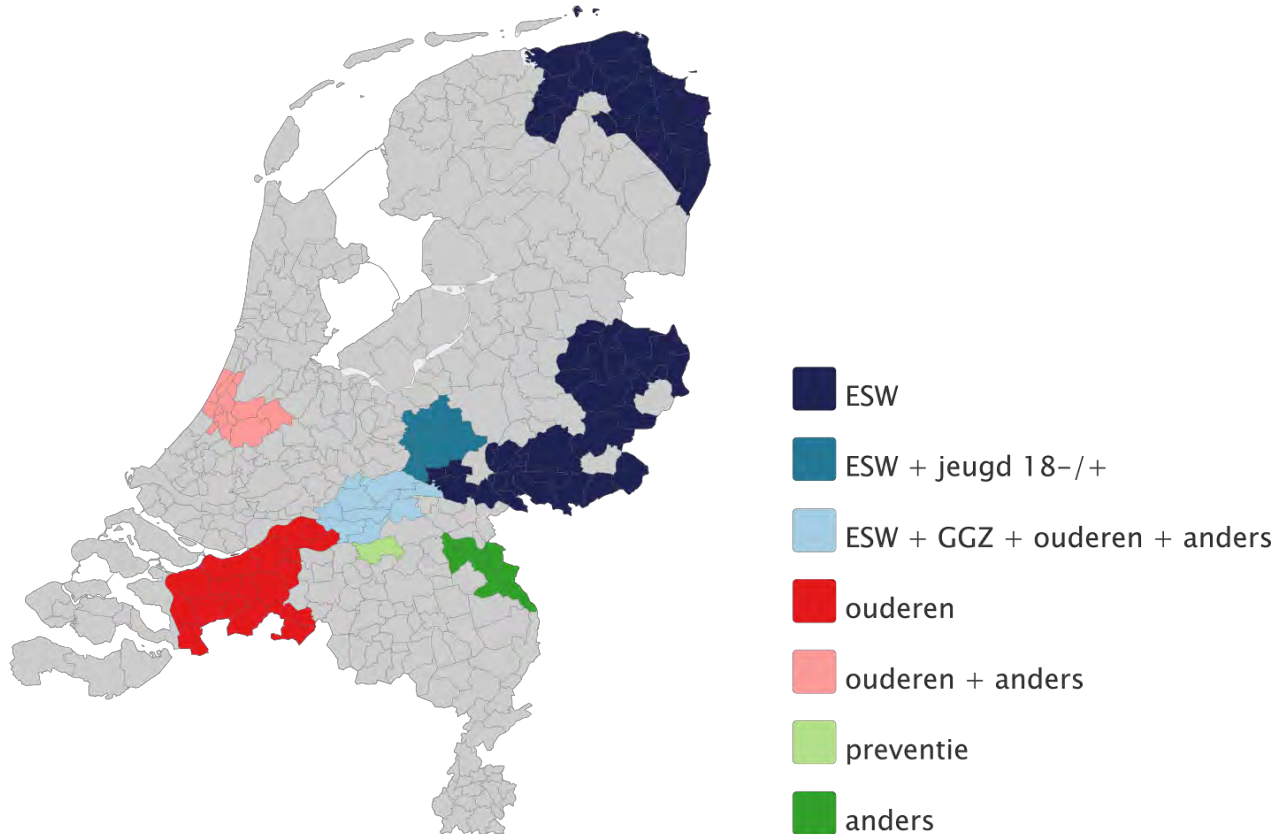 ESW
ESW + jeugd 18-/+
ESW + GGZ + ouderen + anders
ouderen
ouderen + anders
preventie
anders